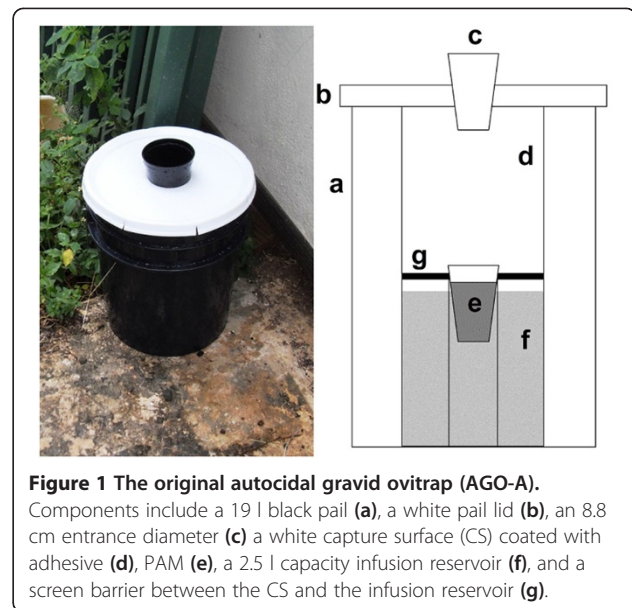 c
b
d
a
g
e
f
Figure 1 The original autocidal gravid ovitrap (AGO-A).
Components include a 19 l black pail (a), a white pail lid (b), an 8.8
cm entrance diameter (c) a white capture surface (CS) coated with
adhesive (d), PAM (e), a 2.5 l capacity infusion reservoir (f), and a
screen barrier between the CS and the infusion reservoir (g).